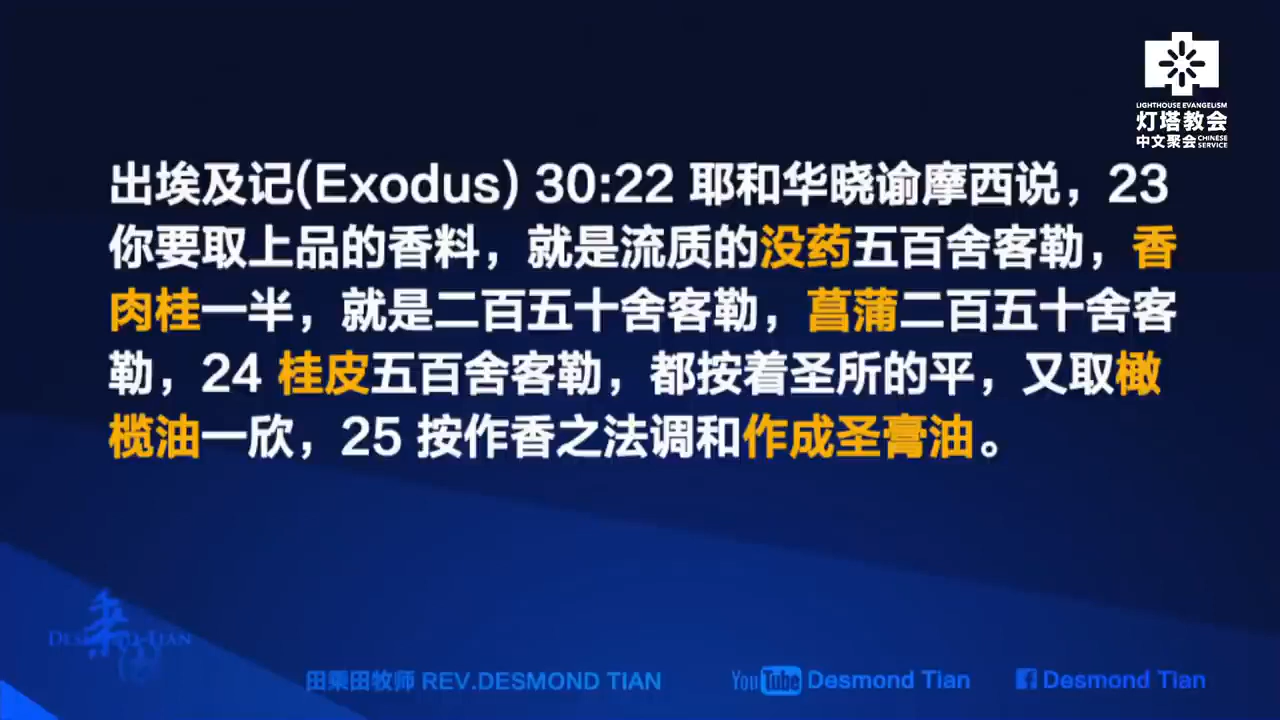 LIGHTHOUSE EVANGELISM
灯塔教会
中文聚会 CHINESE SERVICE
出埃及记(Exodus) 30:22 耶和华晓谕摩西说，23
你要取上品的香料，就是流质的没药五百舍客勒，香
肉桂一半，就是二百五十舍客勒，菖蒲二百五十舍客
勒，24 桂皮五百舍客勒，都按着圣所的平，又取橄
榄油一欣，25 按作香之法调和作成圣膏油。
DESMOND TIAN
田乘田牧师 REV.DESMOND TIAN
YouTube Desmond Tian
Desmond Tian